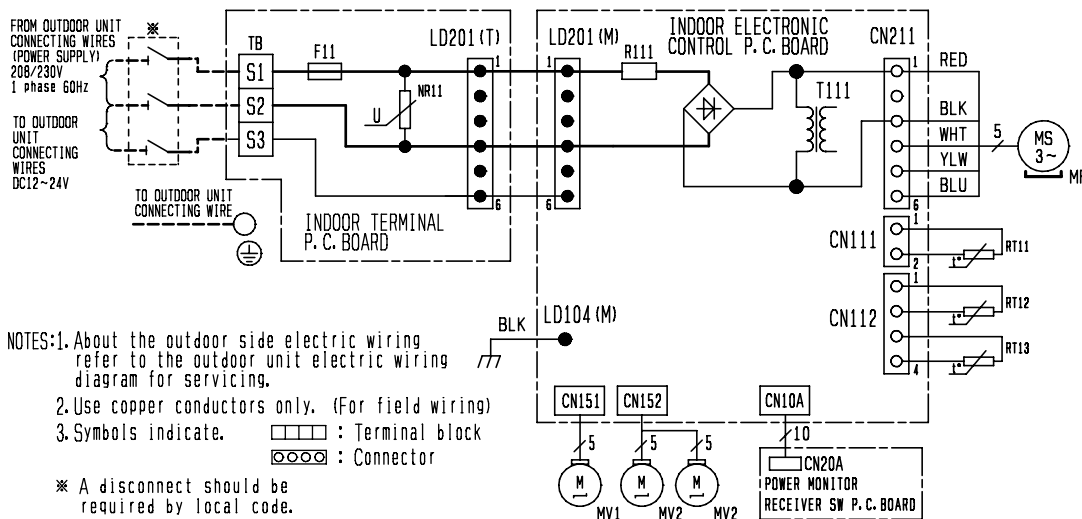 FROM OUTDOOR UNIT
CONNECTING WIRES
(POWER SUPPLY)
208/230V
1 phase 60Hz
※
TO OUTDOOR
UNIT
CONNECTING
WIRES
DC12~24V
TB
S1
S2
S3
F11
NR11
U
LD201(T)
1
6
TO OUTDOOR UNIT
CONNECTING WIRE
INDOOR TERMINAL
P.C.BOARD
LD201(M)
1
6
R111
INDOOR ELECTRONIC
CONTROL P.C.BOARD
T111
CN211
1
6
RED
BLK
WHT
YLW
BLU
5
MS
3~
MF
CN111
1
2
RT11
t°
CN112
1
4
RT12
t°
RT13
t°
BLK
LD104(M)
CN151
5
M
MV1
CN152
5
M
MV2
5
M
MV2
CN10A
10
CN20A
POWER MONITOR
RECEIVER SW P.C.BOARD
NOTES:1. About the outdoor side electric wiring
refer to the outdoor unit electric wiring
diagram for servicing.
2. Use copper conductors only. (For field wiring)
3. Symbols indicate. : Terminal block
: Connector
※ A disconnect should be
required by local code.